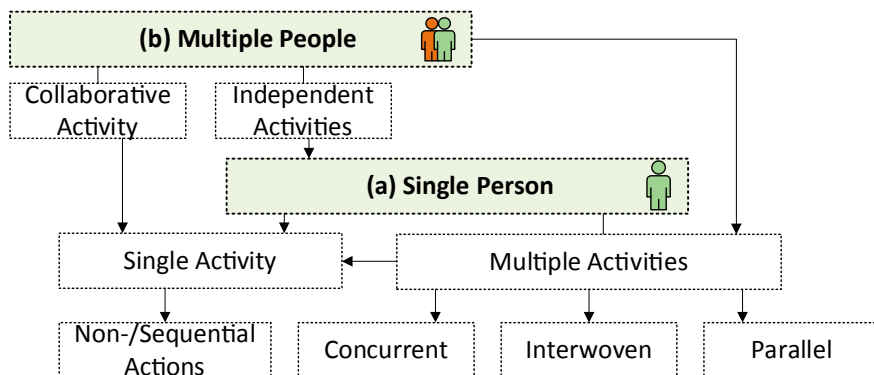 (b) Multiple People
Collaborative
Activity
Independent
Activities
(a) Single Person
Single Activity
Multiple Activities
Non-/Sequential
Actions
Concurrent
Interwoven
Parallel